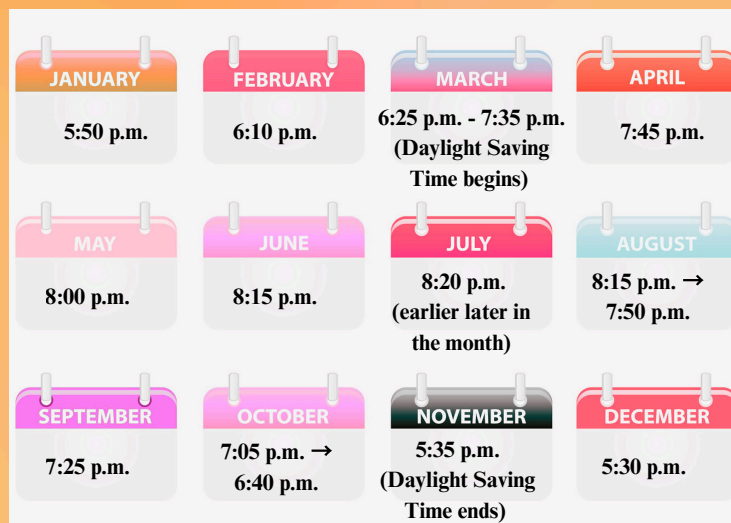 JANUARY
5:50 p.m.
FEBRUARY
6:10 p.m.
MARCH
6:25 p.m. - 7:35 p.m.
(Daylight Saving
Time begins)
APRIL
7:45 p.m.
MAY
8:00 p.m.
JUNE
8:15 p.m.
JULY
8:20 p.m.
(earlier later in
the month)
AUGUST
8:15 p.m. →
7:50 p.m.
SEPTEMBER
7:25 p.m.
OCTOBER
7:05 p.m. →
6:40 p.m.
NOVEMBER
5:35 p.m.
(Daylight Saving
Time ends)
DECEMBER
5:30 p.m.